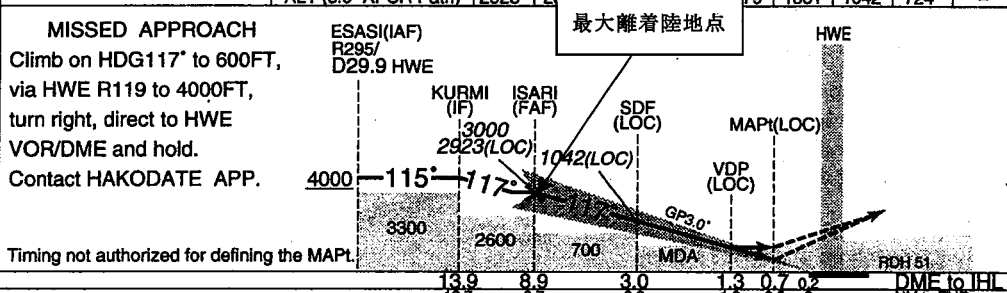 最大離着陸地点
MISSED APPROACH
Climb on HDG117° to 600FT,
via HWE R119 to 4000FT,
turn right, direct to HWE
VOR/DME and hold.
Contact HAKODATE APP.
Timing not authorized for defining the MAPt.
ESASI(IAF)
R295/
D29.9 HWE
KURMI
(IF)
ISARI
(FAF)
3000
2923(LOC)
SDF
(LOC)
1042(LOC)
MAPt(LOC)
VDP
(LOC)
HWE
4000
115°
117°
117°
GP3.0°
3300
2600
700
MDA
RDH 51
13.9 8.9 3.0 1.3 0.7 0.2 DME to IHL